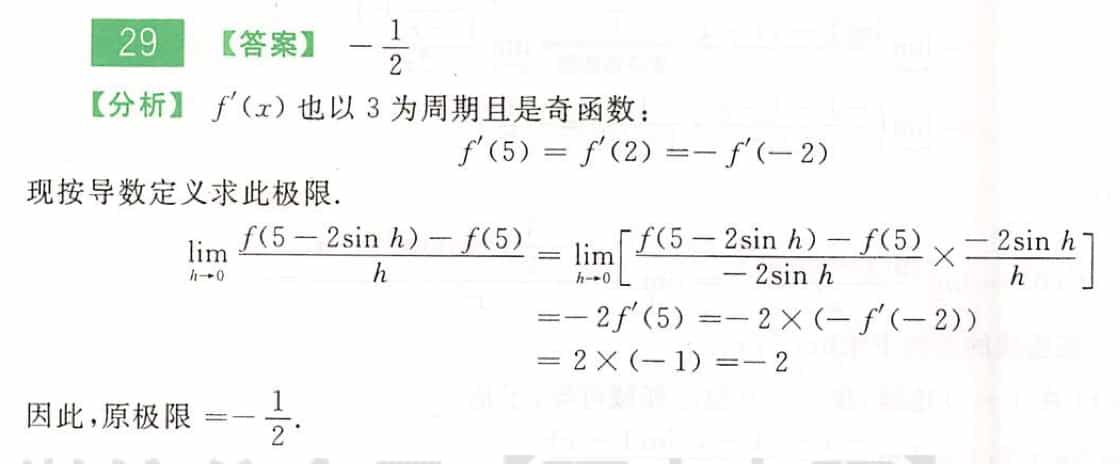 29 【答案】 $-\frac{1}{2}$
【分析】 $f'(x)$ 也以 3 为周期且是奇函数:
$f'(5) = f'(2) = -f'(-2)$
现按导数定义求此极限.
$\lim_{h \to 0} \frac{f(5-2\sin h)-f(5)}{h} = \lim_{h \to 0}\left[\frac{f(5-2\sin h)-f(5)}{-2\sin h} \times \frac{-2\sin h}{h}\right]$
$= -2f'(5) = -2 \times (-f'(-2))$
$= 2 \times (-1) = -2$
因此,原极限 $= -\frac{1}{2}$.